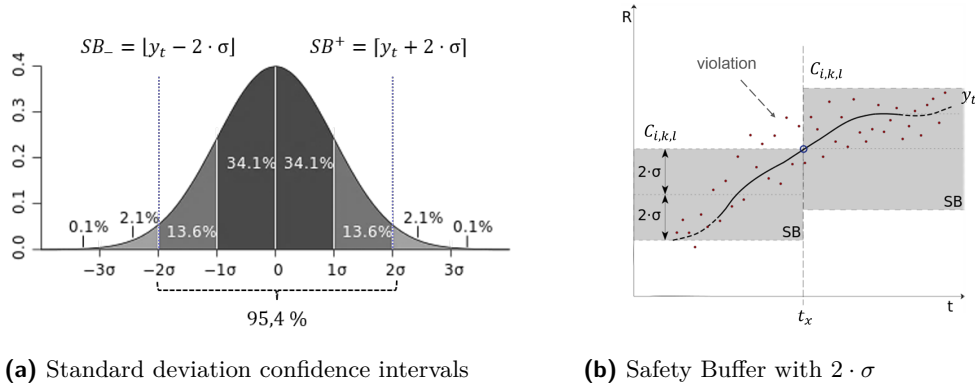 SB₋ = ⌊yₜ − 2 · σ⌋
SB⁺ = ⌈yₜ + 2 · σ⌉
0.4
0.3
0.2
0.1
0.0
34.1% 34.1%
13.6% 13.6%
2.1% 2.1%
0.1% 0.1%
−3σ −2σ −1σ 0 1σ 2σ 3σ
95,4 %
(a) Standard deviation confidence intervals
R
violation
C_{i,k,l}
yₜ
C_{i,k,l}
2·σ
2·σ
SB
SB
tₓ
t
(b) Safety Buffer with 2 · σ